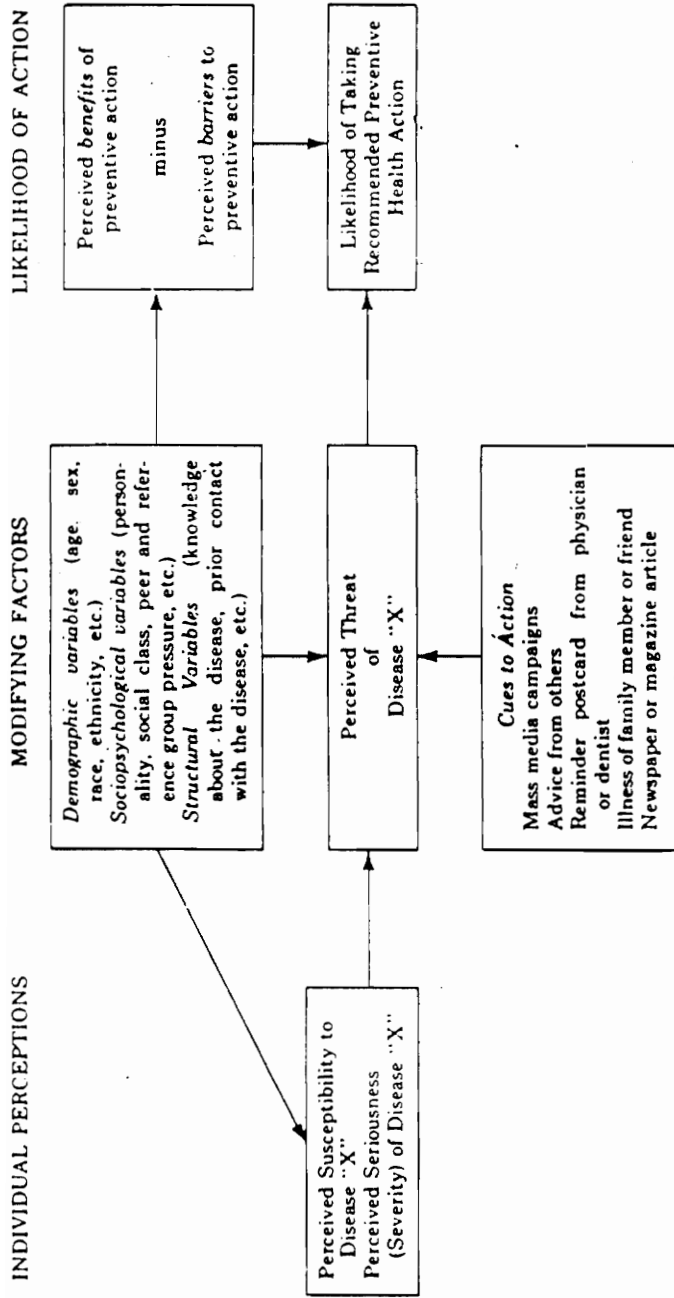 INDIVIDUAL PERCEPTIONS
MODIFYING FACTORS
LIKELIHOOD OF ACTION
Demographic variables (age. sex,
race, ethnicity, etc.)
Sociopsychological variables (person-
ality, social class, peer and refer-
ence group pressure, etc.)
Structural Variables (knowledge
about the disease, prior contact
with the disease, etc.)
Perceived benefits of
preventive action
minus
Perceived barriers to
preventive action
Perceived Susceptibility to
Disease "X"
Perceived Seriousness
(Severity) of Disease "X"
Perceived Threat
of
Disease "X"
Likelihood of Taking
Recommended Preventive
Health Action
Cues to Action
Mass media campaigns
Advice from others
Reminder postcard from physician
or dentist
Illness of family member or friend
Newspaper or magazine article